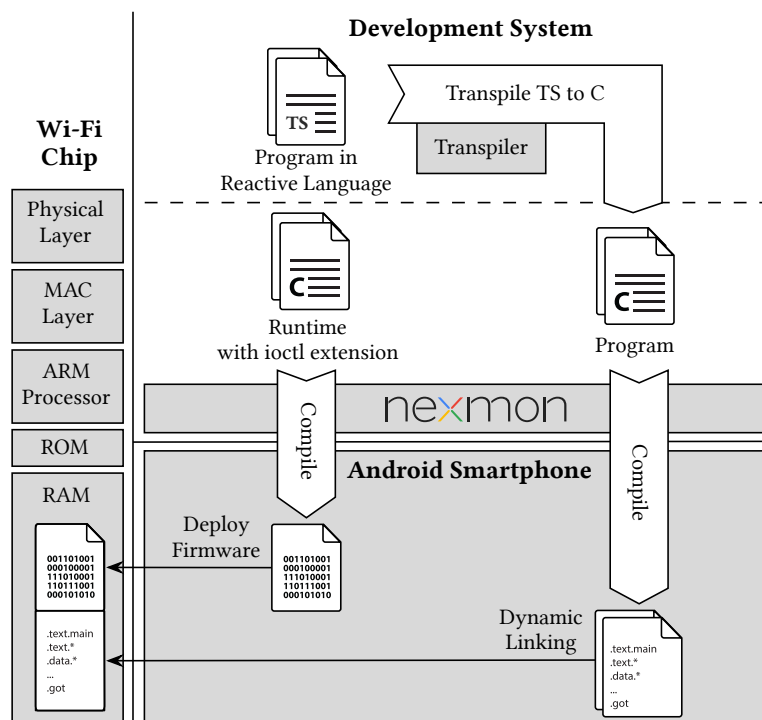 Development System
Transpile TS to C
Transpiler
TS
Program in
Reactive Language
Wi-Fi
Chip
Physical
Layer
MAC
Layer
ARM
Processor
ROM
RAM
C
Runtime
with ioctl extension
C
Program
nexmon
Compile
Compile
Android Smartphone
Deploy
Firmware
001101001
000100001
111010001
110111001
000101010
001101001
000100001
111010001
110111001
000101010
Dynamic
Linking
.text.main
.text.*
.data.*
...
.got
.text.main
.text.*
.data.*
...
.got